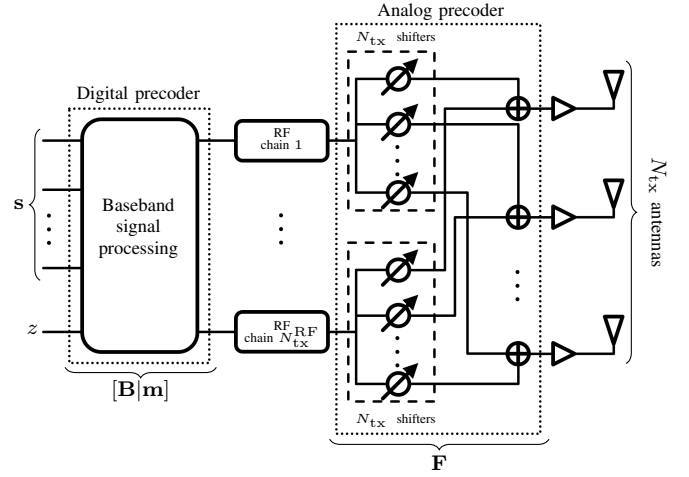 Analog precoder
N_tx shifters
Digital precoder
RF
chain 1
s
Baseband
signal
processing
N_tx antennas
z
RF
chain N_tx^RF
[B|m]
N_tx shifters
F